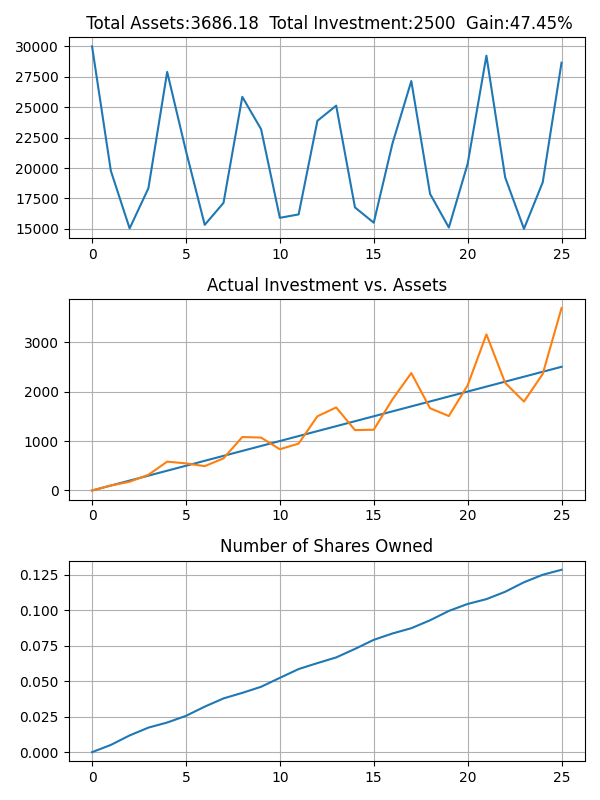 Total Assets:3686.18  Total Investment:2500  Gain:47.45%
30000
27500
25000
22500
20000
17500
15000
0 5 10 15 20 25
Actual Investment vs. Assets
3000
2000
1000
0
0 5 10 15 20 25
Number of Shares Owned
0.125
0.100
0.075
0.050
0.025
0.000
0 5 10 15 20 25